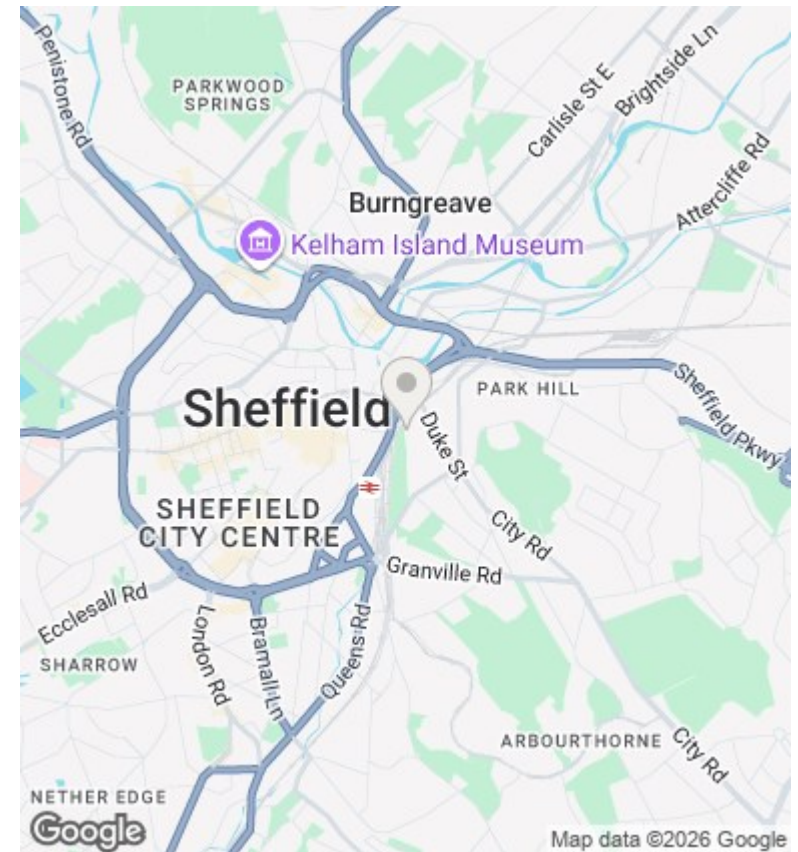 Penistone Rd
PARKWOOD
SPRINGS
Carlisle St E
Brightside Ln
Attercliffe Rd
Burngreave
Kelham Island Museum
PARK HILL
Sheffield Pkwy
Sheffield
Duke St
SHEFFIELD
CITY CENTRE
City Rd
Granville Rd
Ecclesall Rd
London Rd
Bramall Ln
Queens Rd
SHARROW
ARBOURTHORNE
City Rd
NETHER EDGE
Google
Map data ©2026 Google